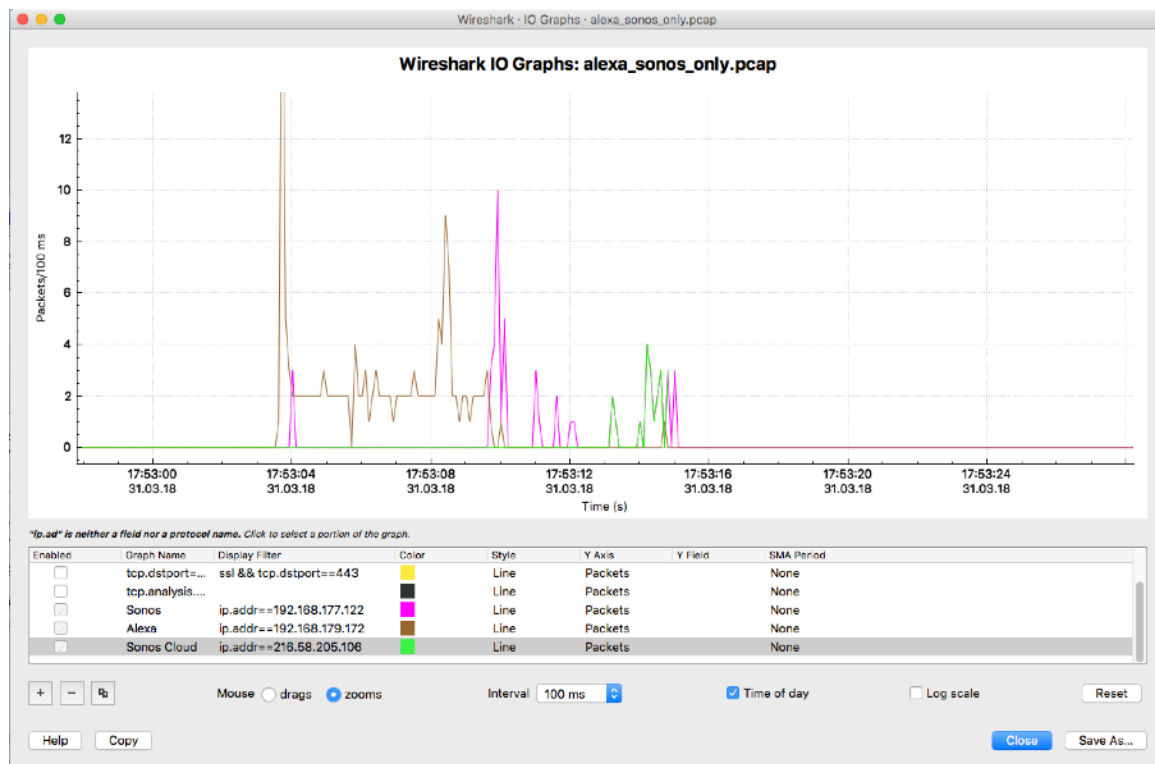 Wireshark · IO Graphs · alexa_sonos_only.pcap
Wireshark IO Graphs: alexa_sonos_only.pcap
Packets/100 ms
12
10
8
6
4
2
0
17:53:00 17:53:04 17:53:08 17:53:12 17:53:16 17:53:20 17:53:24
31.03.18 31.03.18 31.03.18 31.03.18 31.03.18 31.03.18 31.03.18
Time (s)
"ip.ad" is neither a field nor a protocol name. Click to select a portion of the graph.
Enabled Graph Name Display Filter Color Style Y Axis Y Field SMA Period
tcp.dstport=... ssl && tcp.dstport==443 Line Packets None
tcp.analysis.... Line Packets None
Sonos ip.addr==192.168.177.122 Line Packets None
Alexa ip.addr==192.168.179.172 Line Packets None
Sonos Cloud ip.addr==216.58.205.106 Line Packets None
+ − Mouse drags zooms Interval 100 ms Time of day Log scale Reset
Help Copy Close Save As...